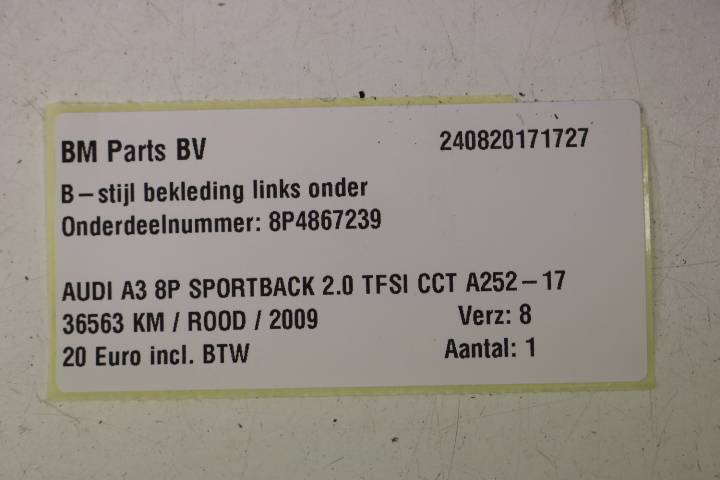 BM Parts BV 240820171727
B-stijl bekleding links onder
Onderdeelnummer: 8P4867239
AUDI A3 8P SPORTBACK 2.0 TFSI CCT A252-17
36563 KM / ROOD / 2009 Verz: 8
20 Euro incl. BTW Aantal: 1